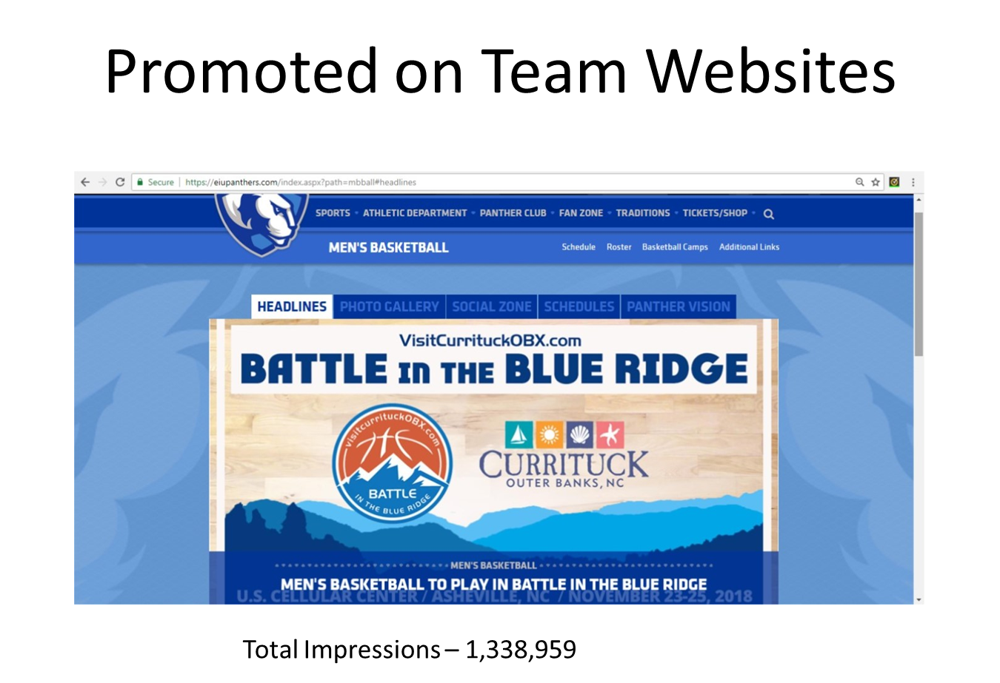 Promoted on Team Websites
Secure | https://eiupanthers.com/index.aspx?path=mbball#headlines
SPORTS ATHLETIC DEPARTMENT PANTHER CLUB FAN ZONE TRADITIONS TICKETS/SHOP
MEN'S BASKETBALL Schedule Roster Basketball Camps Additional Links
HEADLINES PHOTO GALLERY SOCIAL ZONE SCHEDULES PANTHER VISION
VisitCurrituckOBX.com
BATTLE in THE BLUE RIDGE
visitcurrituckOBX.com
BATTLE
IN THE BLUE RIDGE
CURRITUCK
OUTER BANKS, NC
MEN'S BASKETBALL
MEN'S BASKETBALL TO PLAY IN BATTLE IN THE BLUE RIDGE
U.S. CELLULAR CENTER / ASHEVILLE, NC / NOVEMBER 23-25, 2018
Total Impressions – 1,338,959